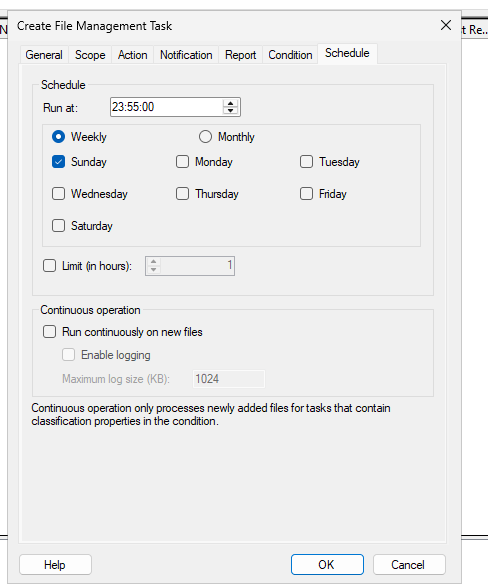 Create File Management Task
General Scope Action Notification Report Condition Schedule
Schedule
Run at: 23:55:00
Weekly Monthly
Sunday Monday Tuesday
Wednesday Thursday Friday
Saturday
Limit (in hours): 1
Continuous operation
Run continuously on new files
Enable logging
Maximum log size (KB): 1024
Continuous operation only processes newly added files for tasks that contain
classification properties in the condition.
Help OK Cancel